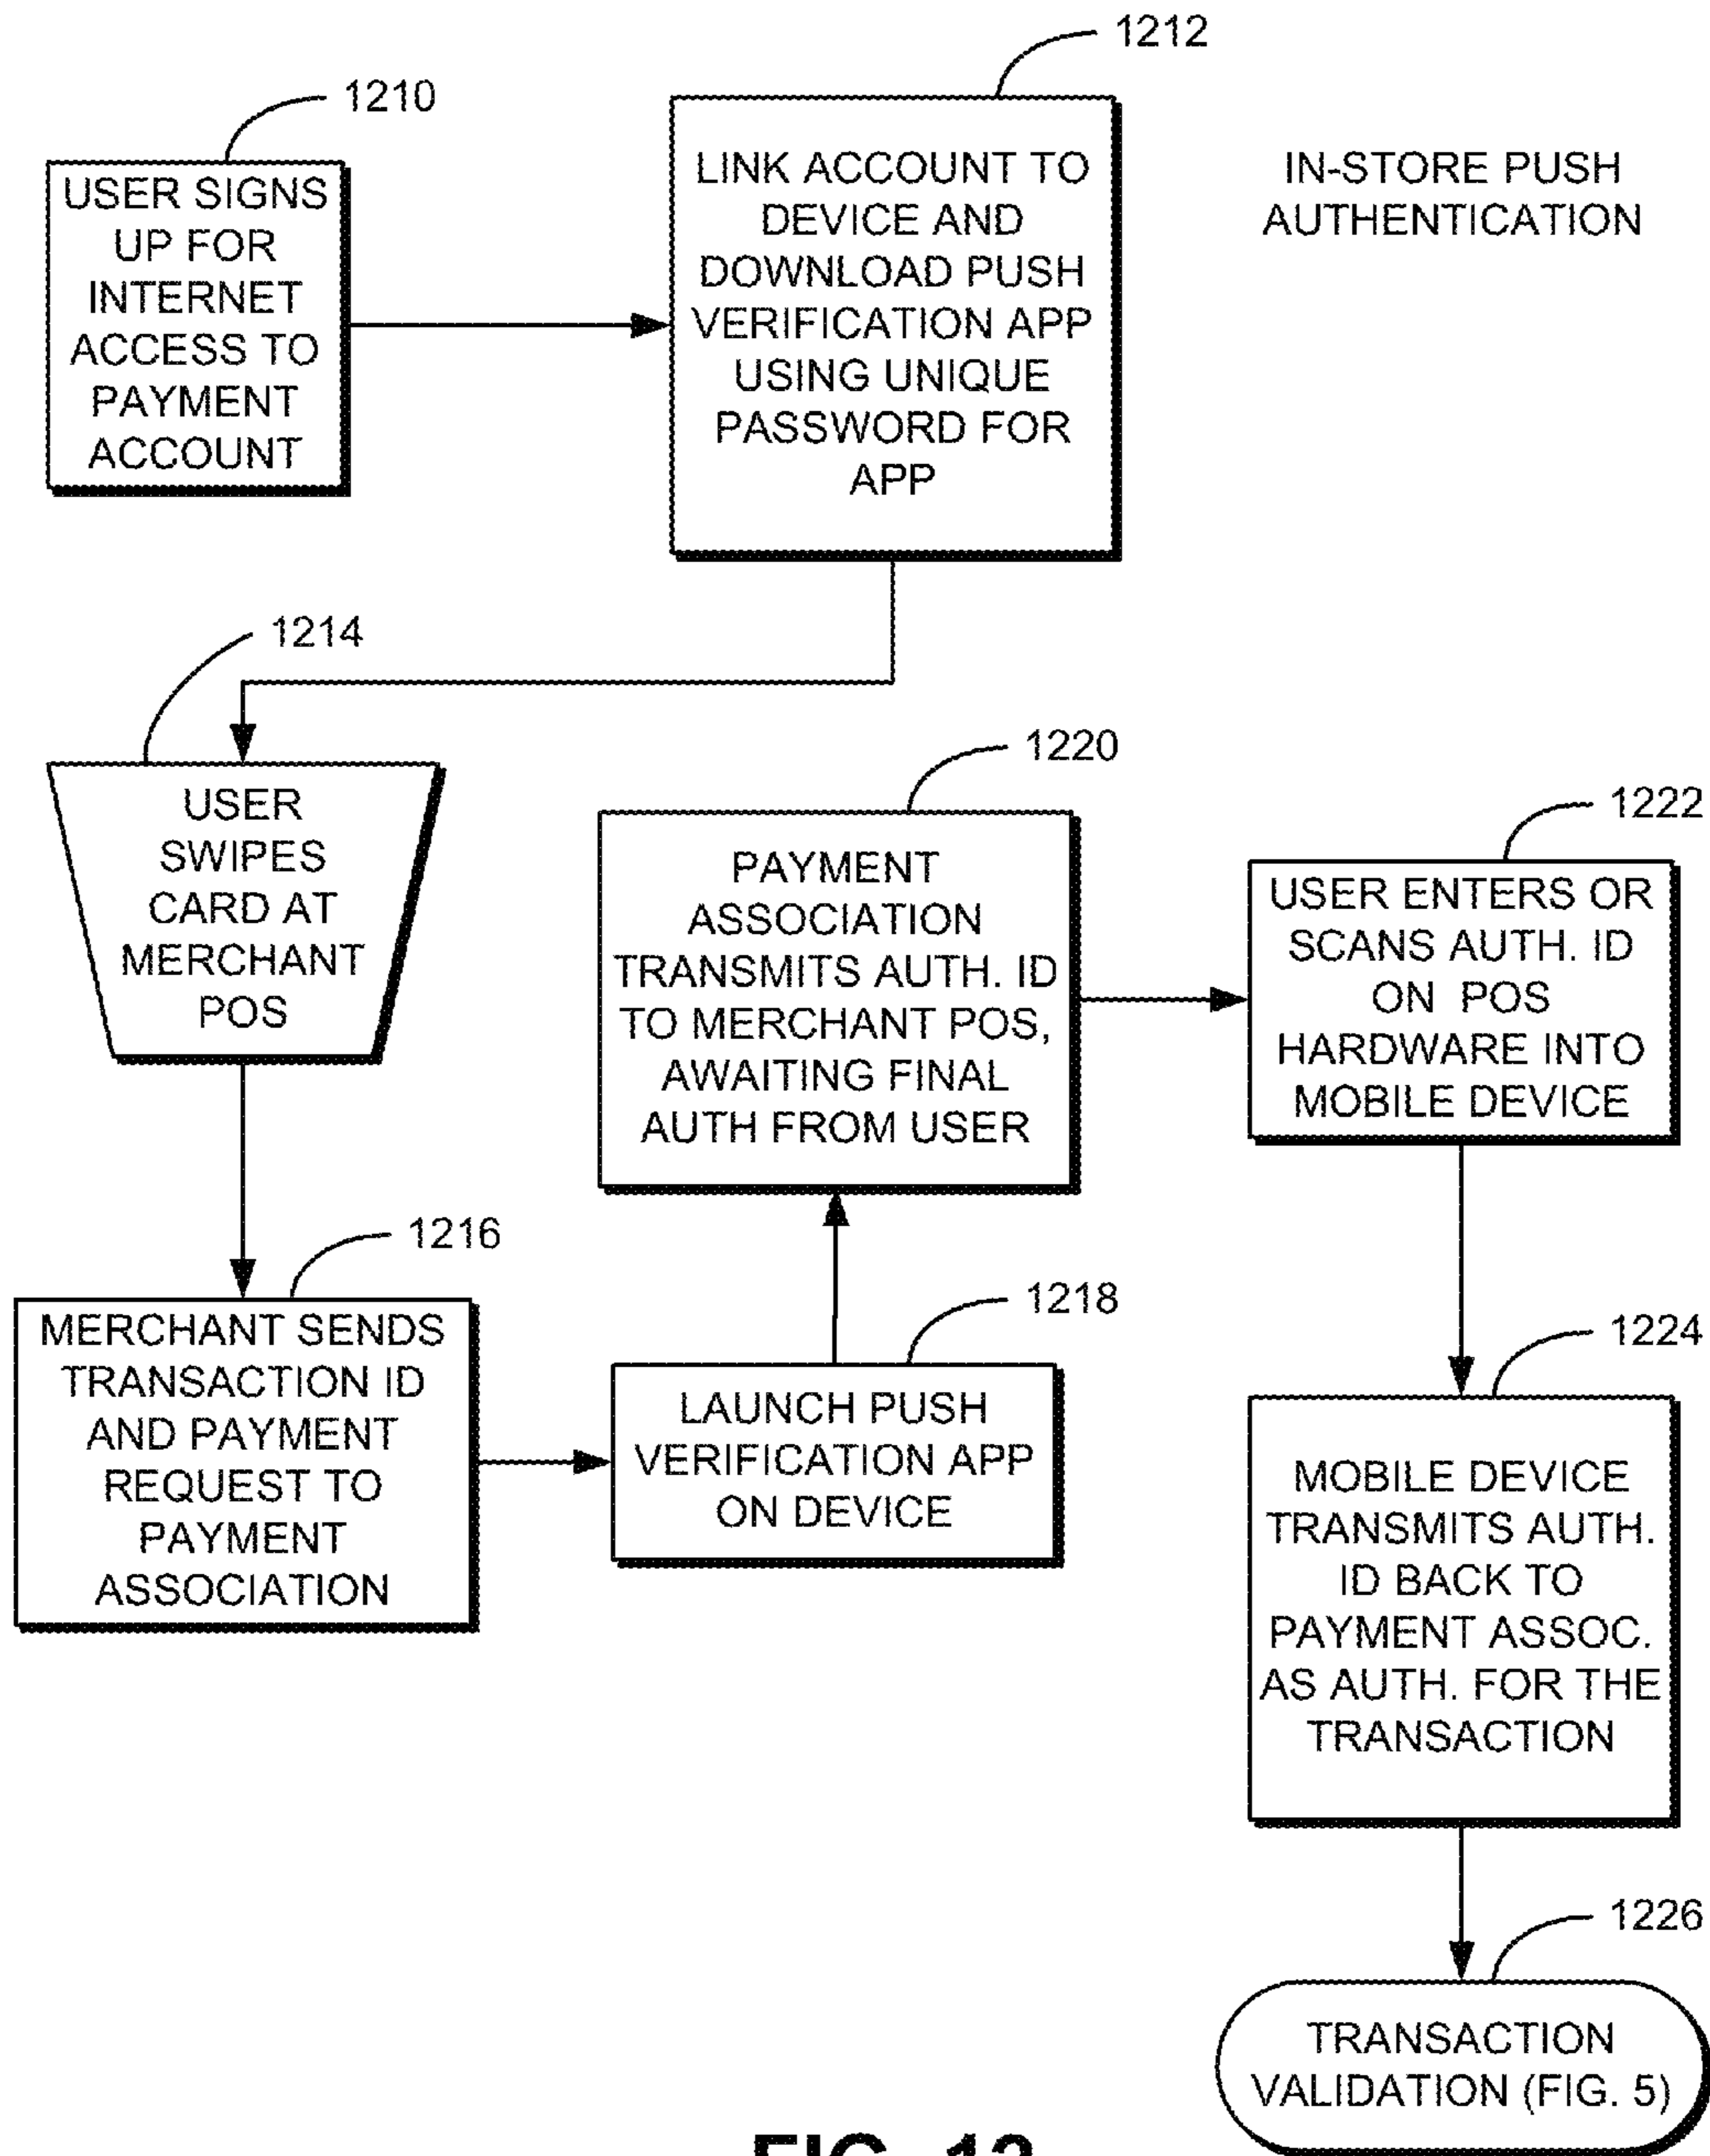 1210
USER SIGNS
UP FOR
INTERNET
ACCESS TO
PAYMENT
ACCOUNT
1212
LINK ACCOUNT TO
DEVICE AND
DOWNLOAD PUSH
VERIFICATION APP
USING UNIQUE
PASSWORD FOR
APP
IN-STORE PUSH
AUTHENTICATION
1214
USER
SWIPES
CARD AT
MERCHANT
POS
1216
MERCHANT SENDS
TRANSACTION ID
AND PAYMENT
REQUEST TO
PAYMENT
ASSOCIATION
1218
LAUNCH PUSH
VERIFICATION APP
ON DEVICE
1220
PAYMENT
ASSOCIATION
TRANSMITS AUTH. ID
TO MERCHANT POS,
AWAITING FINAL
AUTH FROM USER
1222
USER ENTERS OR
SCANS AUTH. ID
ON POS
HARDWARE INTO
MOBILE DEVICE
1224
MOBILE DEVICE
TRANSMITS AUTH.
ID BACK TO
PAYMENT ASSOC.
AS AUTH. FOR THE
TRANSACTION
1226
TRANSACTION
VALIDATION (FIG. 5)